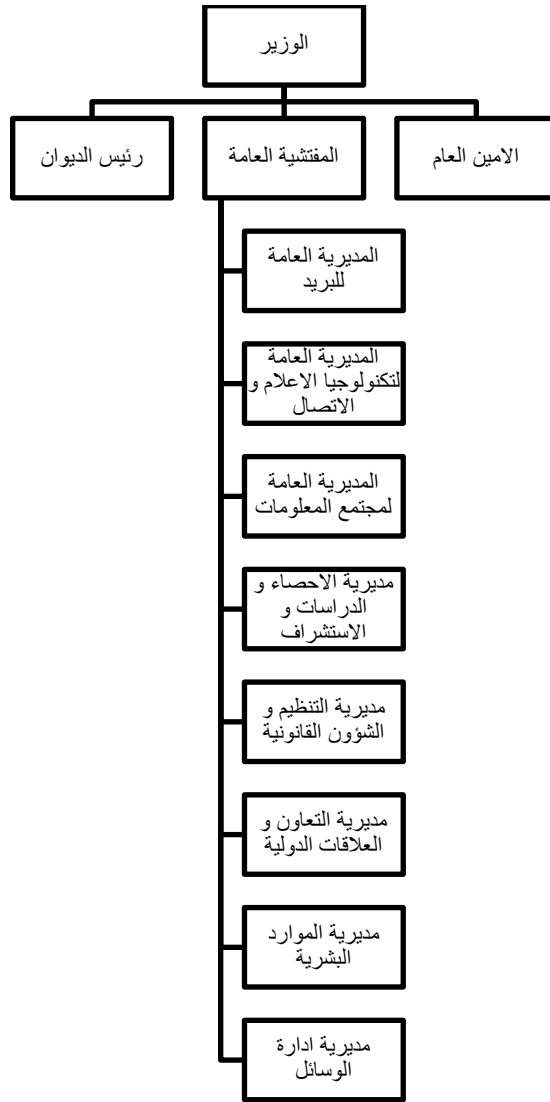 الوزير
الامين العام
المفتشية العامة
رئيس الديوان
المديرية العامة
للبريد
المديرية العامة
لتكنولوجيا الاعلام و
الاتصال
المديرية العامة
لمجتمع المعلومات
مديرية الاحصاء و
الدراسات و
الاستشراف
مديرية التنظيم و
الشؤون القانونية
مديرية التعاون و
العلاقات الدولية
مديرية الموارد
البشرية
مديرية ادارة
الوسائل